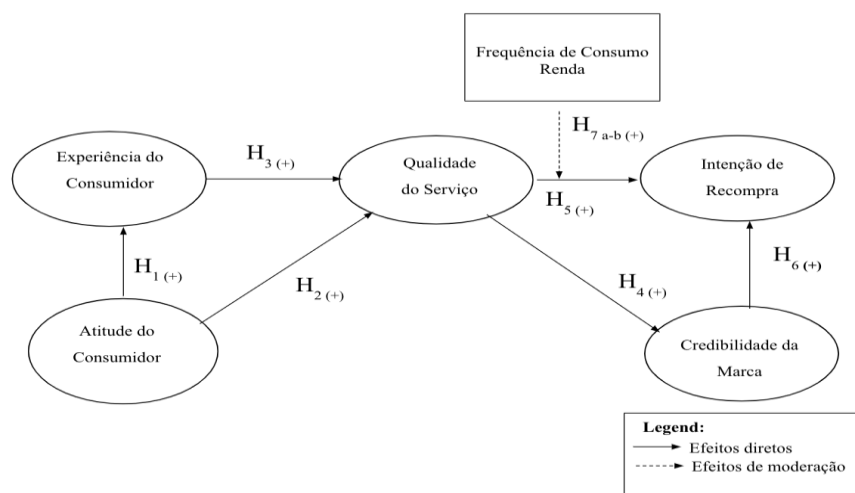 Frequência de Consumo
Renda
H7 a-b (+)
Experiência do
Consumidor
H3 (+)
Qualidade
do Serviço
H5 (+)
Intenção de
Recompra
H1 (+)
H2 (+)
H4 (+)
H6 (+)
Atitude do
Consumidor
Credibilidade da
Marca
Legend:
Efeitos diretos
Efeitos de moderação